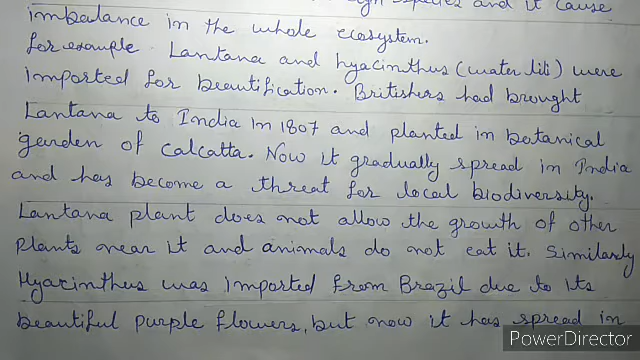 species and it cause
imbalance in the whole ecosystem.
for example Lantana and hyacinthus (water lili) were
imported for beautification. Britishers had brought
Lantana to India in 1807 and planted in botanical
garden of Calcatta. Now it gradually spread in India
and has become a threat for local biodiversity.
Lantana plant does not allow the growth of other
plants near it and animals do not eat it. Similarly
Hyacinthus was imported from Brazil due to its
beautiful purple flowers, but now it has spread in
PowerDirector